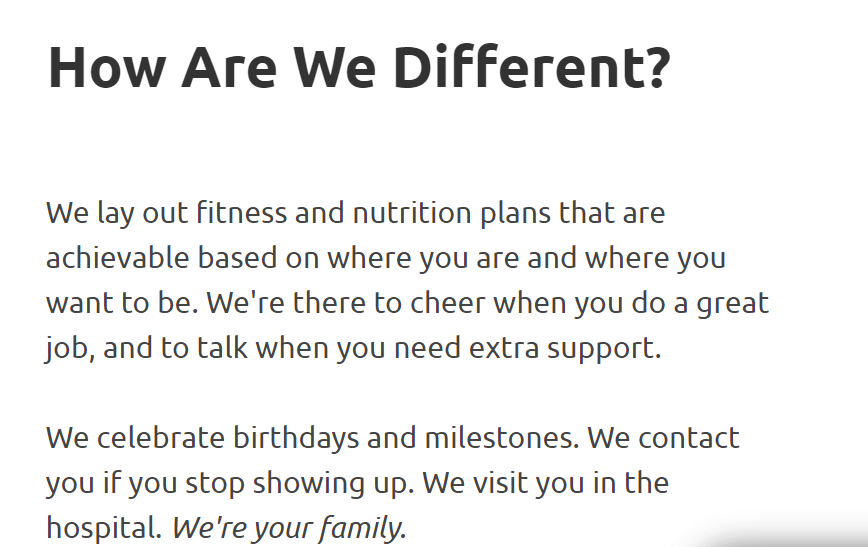 How Are We Different?
We lay out fitness and nutrition plans that are
achievable based on where you are and where you
want to be. We're there to cheer when you do a great
job, and to talk when you need extra support.
We celebrate birthdays and milestones. We contact
you if you stop showing up. We visit you in the
hospital. We're your family.